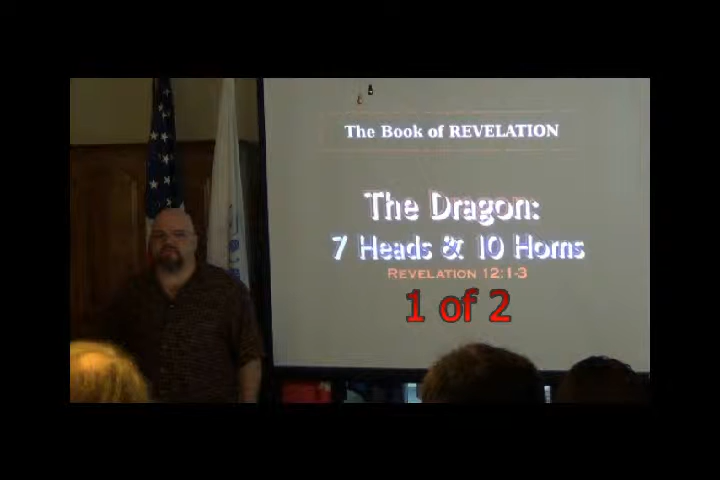 The Book of REVELATION
The Dragon:
7 Heads & 10 Horns
REVELATION 12:1-3
1 of 2